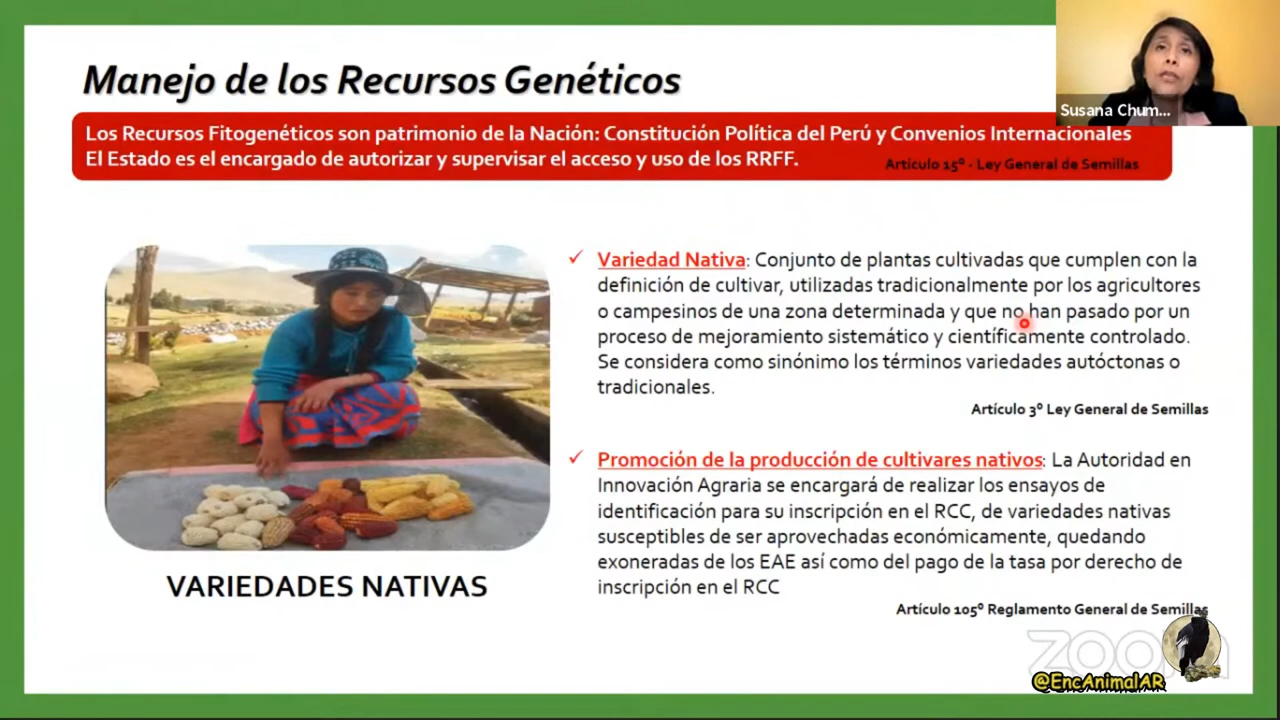 Manejo de los Recursos Genéticos
Susana Chum...
Los Recursos Fitogenéticos son patrimonio de la Nación: Constitución Política del Perú y Convenios Internacionales
El Estado es el encargado de autorizar y supervisar el acceso y uso de los RRFF.
Artículo 15º - Ley General de Semillas
✓ Variedad Nativa: Conjunto de plantas cultivadas que cumplen con la
definición de cultivar, utilizadas tradicionalmente por los agricultores
o campesinos de una zona determinada y que no han pasado por un
proceso de mejoramiento sistemático y científicamente controlado.
Se considera como sinónimo los términos variedades autóctonas o
tradicionales.
Artículo 3º Ley General de Semillas
✓ Promoción de la producción de cultivares nativos: La Autoridad en
Innovación Agraria se encargará de realizar los ensayos de
identificación para su inscripción en el RCC, de variedades nativas
susceptibles de ser aprovechadas económicamente, quedando
exoneradas de los EAE así como del pago de la tasa por derecho de
inscripción en el RCC
Artículo 105º Reglamento General de Semillas
VARIEDADES NATIVAS
zoom
@EncAnimalAR